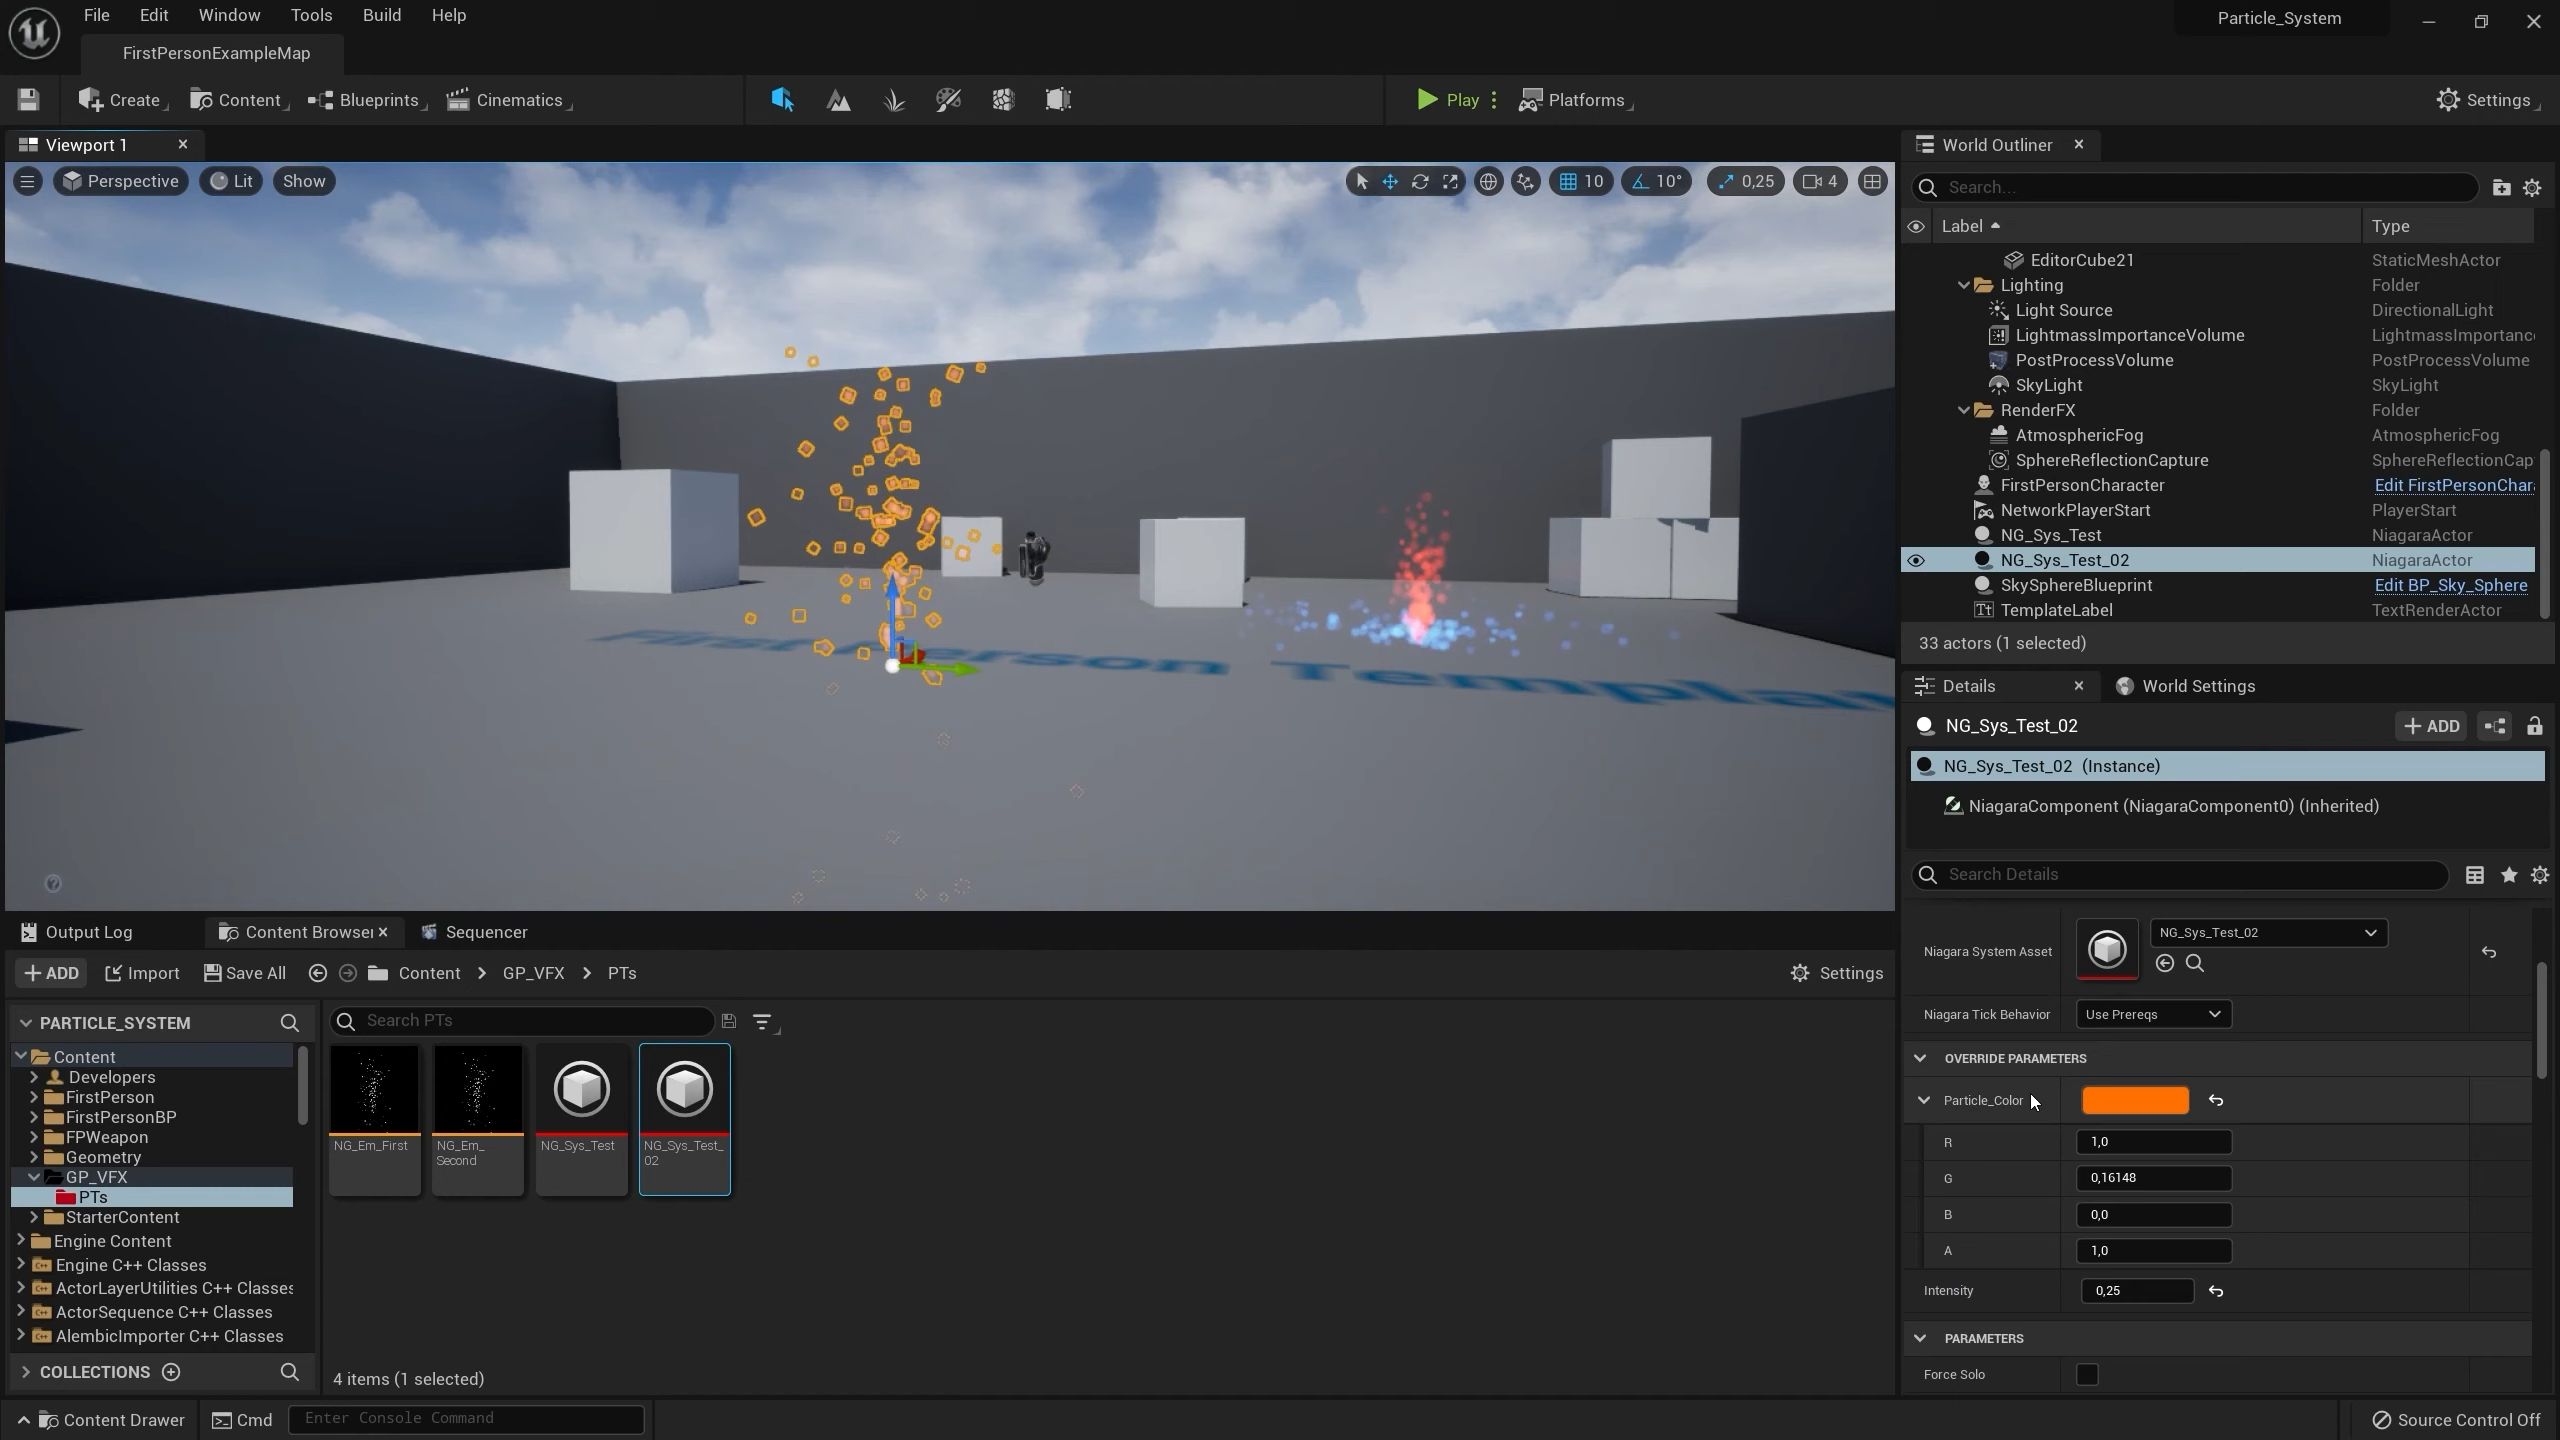 File Edit Window Tools Build Help
Particle_System
FirstPersonExampleMap
Create Content Blueprints Cinematics Play Platforms Settings
Viewport 1
Perspective Lit Show
10 10° 0,25 4
World Outliner
Search...
Label Type
EditorCube21 StaticMeshActor
Lighting Folder
Light Source DirectionalLight
LightmassImportanceVolume LightmassImportanc
PostProcessVolume PostProcessVolume
SkyLight SkyLight
RenderFX Folder
AtmosphericFog AtmosphericFog
SphereReflectionCapture SphereReflectionCap
FirstPersonCharacter Edit FirstPersonChar
NetworkPlayerStart PlayerStart
NG_Sys_Test NiagaraActor
NG_Sys_Test_02 NiagaraActor
SkySphereBlueprint Edit BP_Sky_Sphere
TemplateLabel TextRenderActor
33 actors (1 selected)
Person Templat
Details World Settings
NG_Sys_Test_02 ADD
NG_Sys_Test_02 (Instance)
NiagaraComponent (NiagaraComponent0) (Inherited)
Search Details
Niagara System Asset NG_Sys_Test_02
Niagara Tick Behavior Use Prereqs
OVERRIDE PARAMETERS
Particle_Color
R 1,0
G 0,16148
B 0,0
A 1,0
Intensity 0,25
PARAMETERS
Force Solo
Output Log Content Browser Sequencer
ADD Import Save All Content GP_VFX PTs Settings
PARTICLE_SYSTEM
Content
Developers
FirstPerson
FirstPersonBP
FPWeapon
Geometry
GP_VFX
PTs
StarterContent
Engine Content
Engine C++ Classes
ActorLayerUtilities C++ Classes
ActorSequence C++ Classes
AlembicImporter C++ Classes
COLLECTIONS
Search PTs
NG_Em_First
NG_Em_
Second
NG_Sys_Test
NG_Sys_Test_
02
4 items (1 selected)
Content Drawer Cmd Enter Console Command Source Control Off